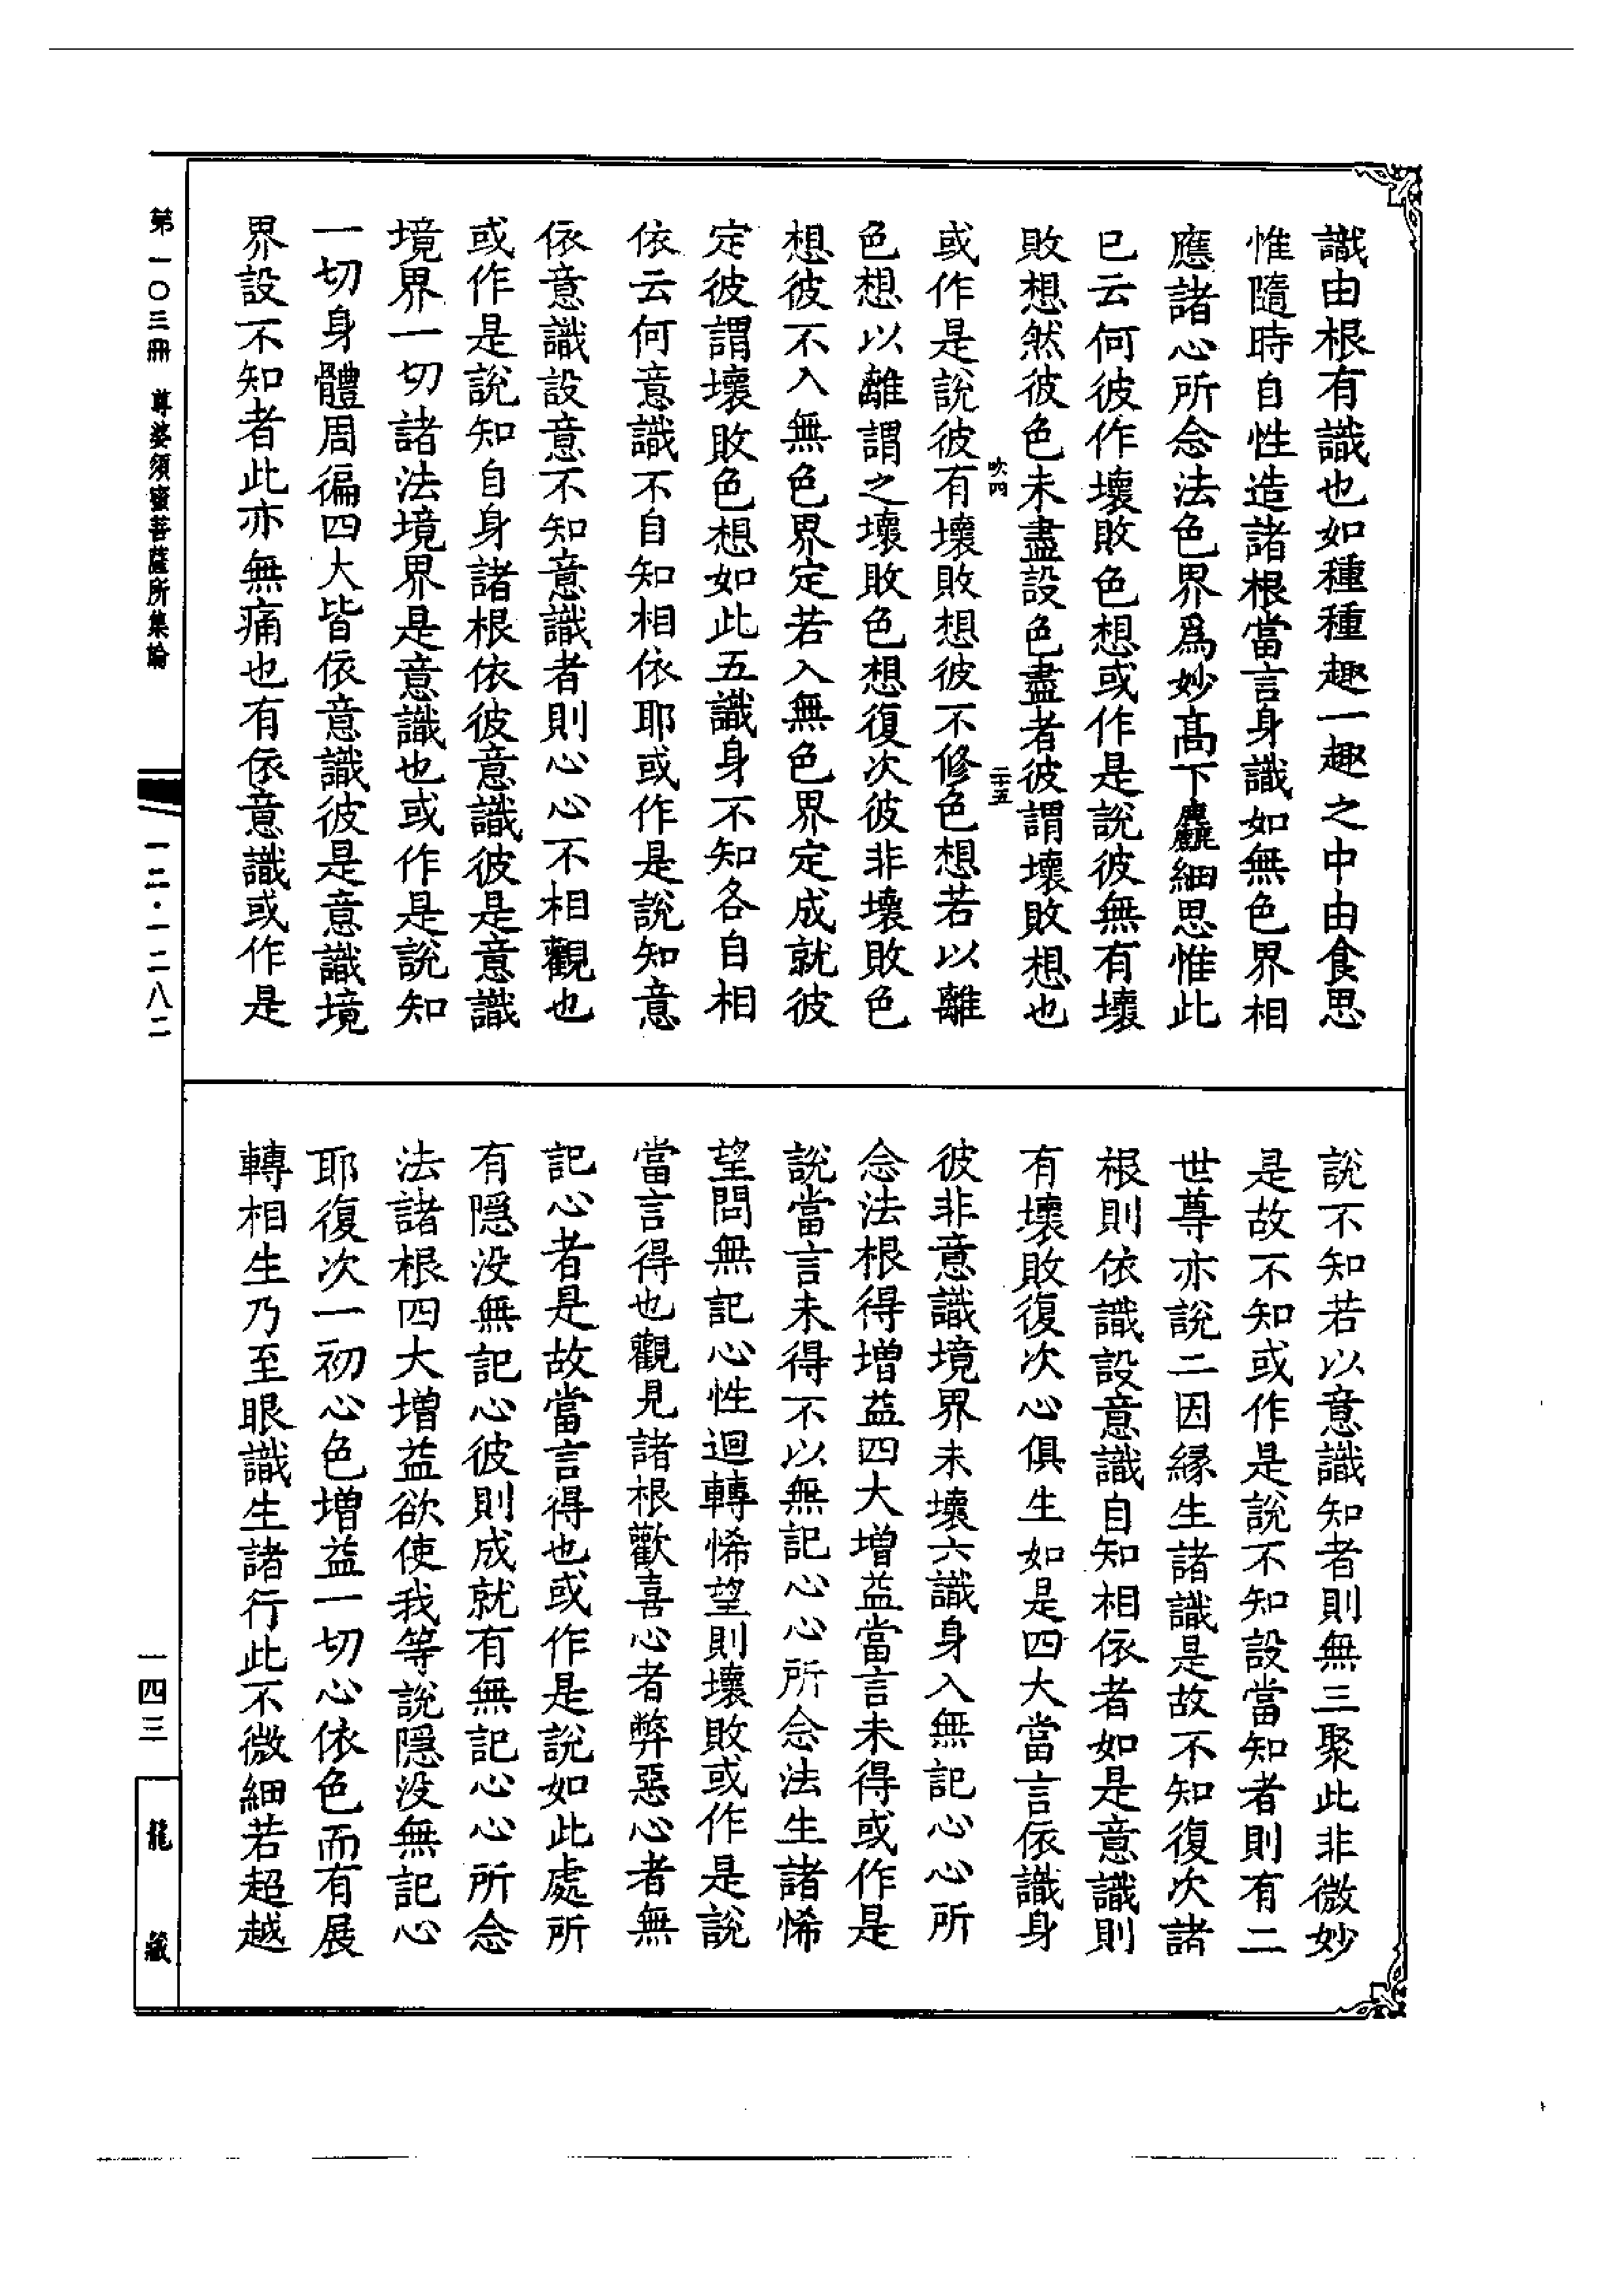 識由根有識也如種種趣一趣之中由食思
惟隨時自性造諸根當言身識如無色界相
應諸心所念法色界爲妙高下麤細思惟此
已云何彼作壞敗色想或作是說彼無有壞
敗想然彼色未盡設色盡者彼謂壞敗想也
吹四
二十五
或作是說彼有壞敗想彼不修色想若以離
色想以離謂之壞敗色想復次彼非壞敗色
想彼不入無色界定若入無色界定成就彼
定彼謂壞敗色想如此五識身不知各自相
依云何意識不自知相依耶或作是說知意
依意識設意不知意識者則心心不相觀也
或作是說知自身諸根依彼意識彼是意識
境界一切諸法境界是意識也或作是說知
一切身體周徧四大皆依意識彼是意識境
界設不知者此亦無痛也有依意識或作是
說不知若以意識知者則無三聚此非微妙
是故不知或作是說不知設當知者則有二
世尊亦說二因緣生諸識是故不知復次諸
根則依識設意識自知相依者如是意識則
有壞敗復次心俱生如是四大當言依識身
彼非意識境界未壞六識身入無記心心所
念法根得增益四大增益當言未得或作是
說當言未得不以無記心心所念法生諸悕
望問無記心性迴轉悕望則壞敗或作是說
當言得也觀見諸根歡喜心者弊惡心者無
記心者是故當言得也或作是說如此處所
有隱沒無記心彼則成就有無記心心所念
法諸根四大增益欲使我等說隱沒無記心
耶復次一初心色增益一切心依色而有展
轉相生乃至眼識生諸行此不微細若超越
第一〇三冊 尊婆須蜜菩薩所集論
一二·一二八二
一四三
龍藏